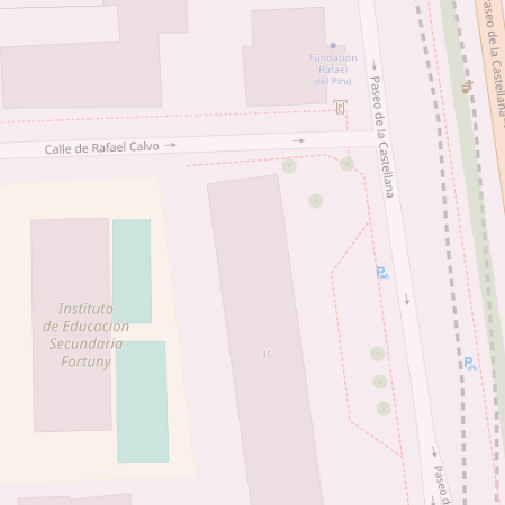 Fundación
Rafael
del Pino
Paseo de la Castellana
Paseo de la Castellana
Calle de Rafael Calvo
Instituto
de Educación
Secundaria
Fortuny
35
Paseo d